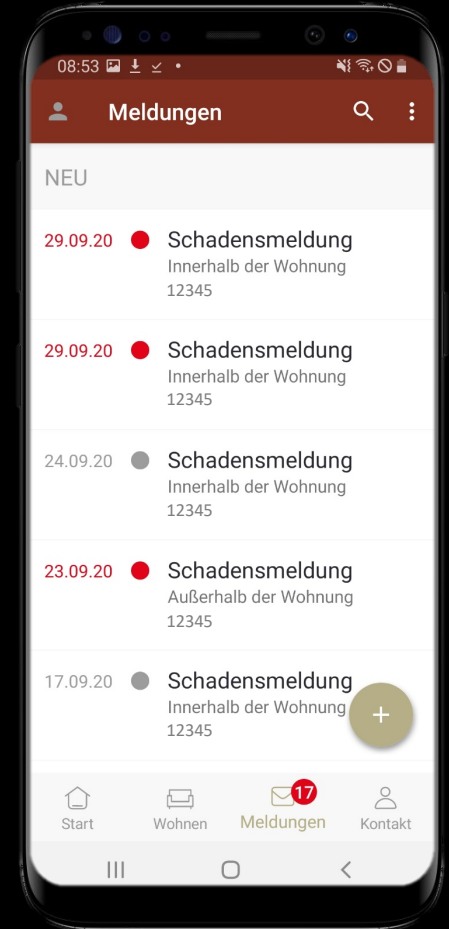 08:53
Meldungen
NEU
29.09.20 Schadensmeldung
Innerhalb der Wohnung
12345
29.09.20 Schadensmeldung
Innerhalb der Wohnung
12345
24.09.20 Schadensmeldung
Innerhalb der Wohnung
12345
23.09.20 Schadensmeldung
Außerhalb der Wohnung
12345
17.09.20 Schadensmeldung
Innerhalb der Wohnung
12345
+
17
Start Wohnen Meldungen Kontakt